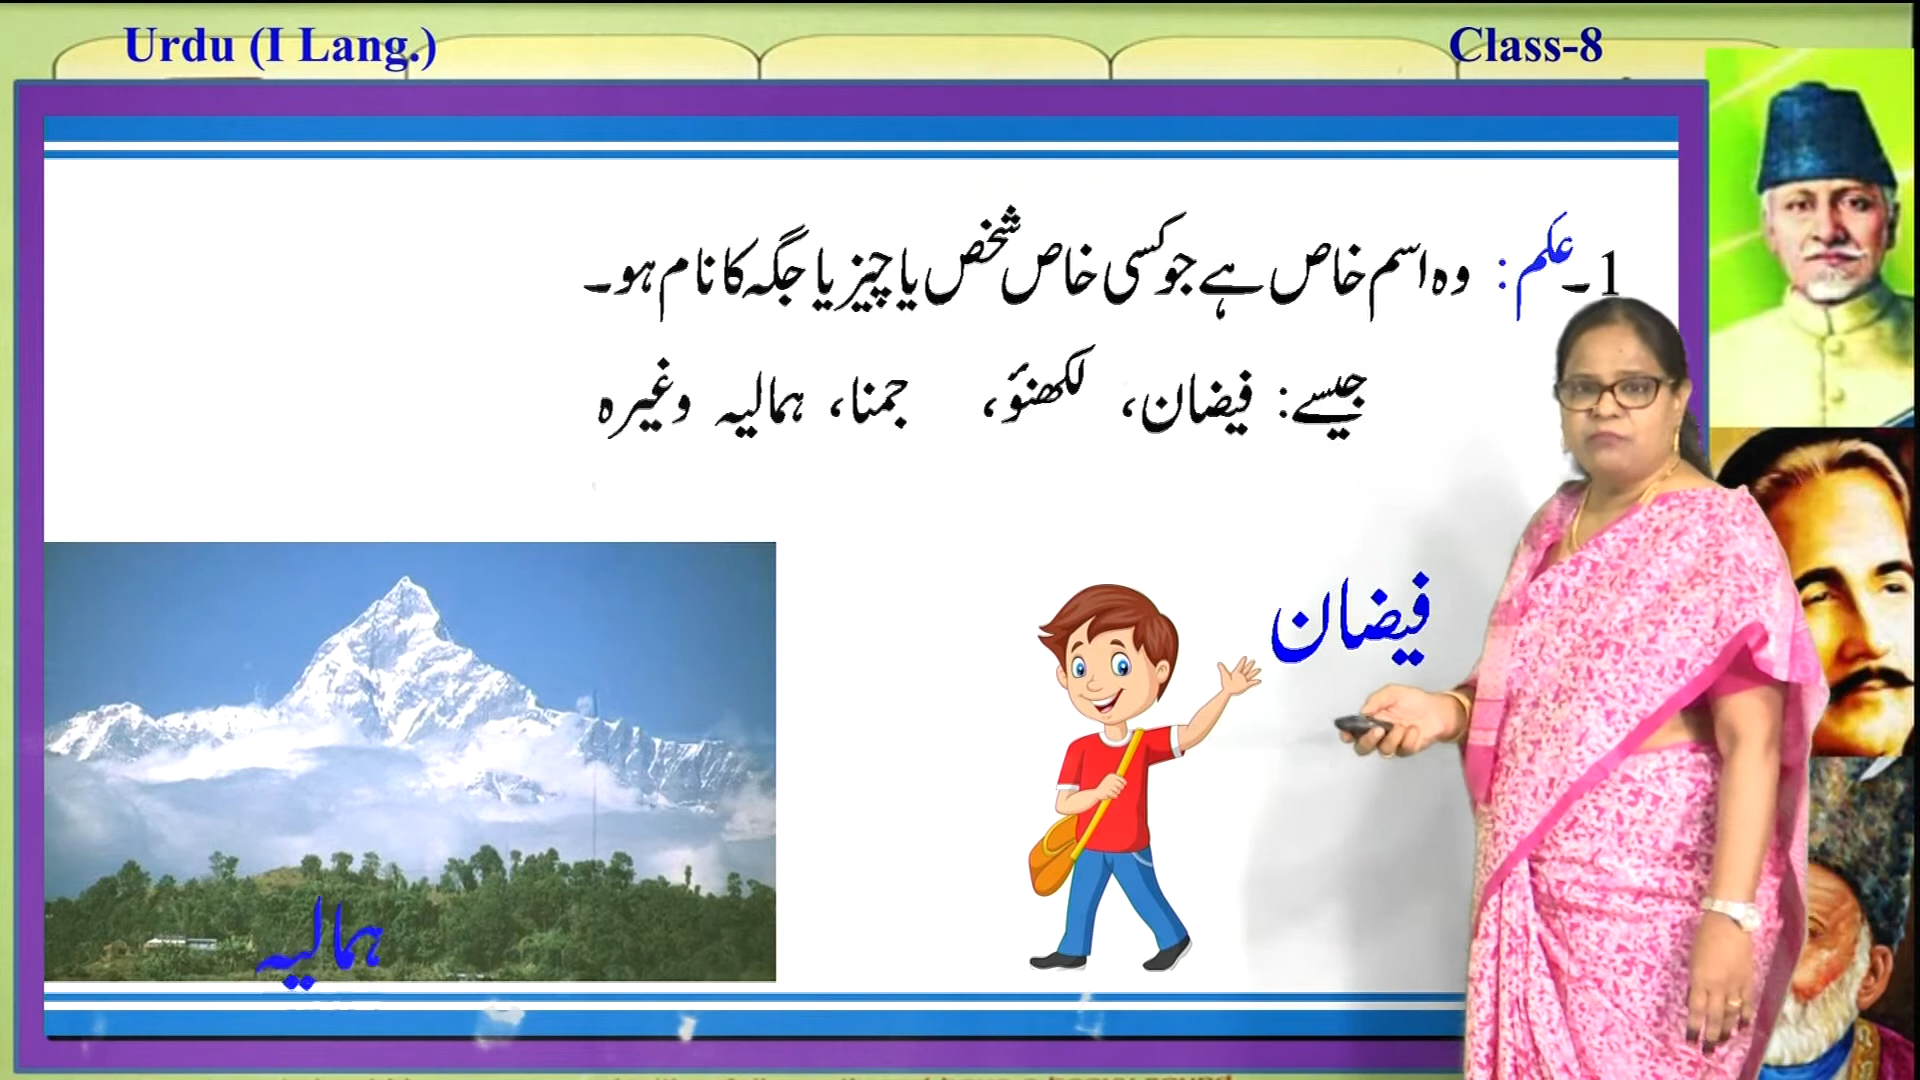 Urdu (I Lang.)
Class-8
1۔عَلم: وہ اسم خاص ہے جو کسی خاص شخص یا چیز یا جگہ کا نام ہو۔
جیسے: فیضان، لکھنؤ، جمنا، ہمالیہ وغیرہ
فیضان
ہمالیہ